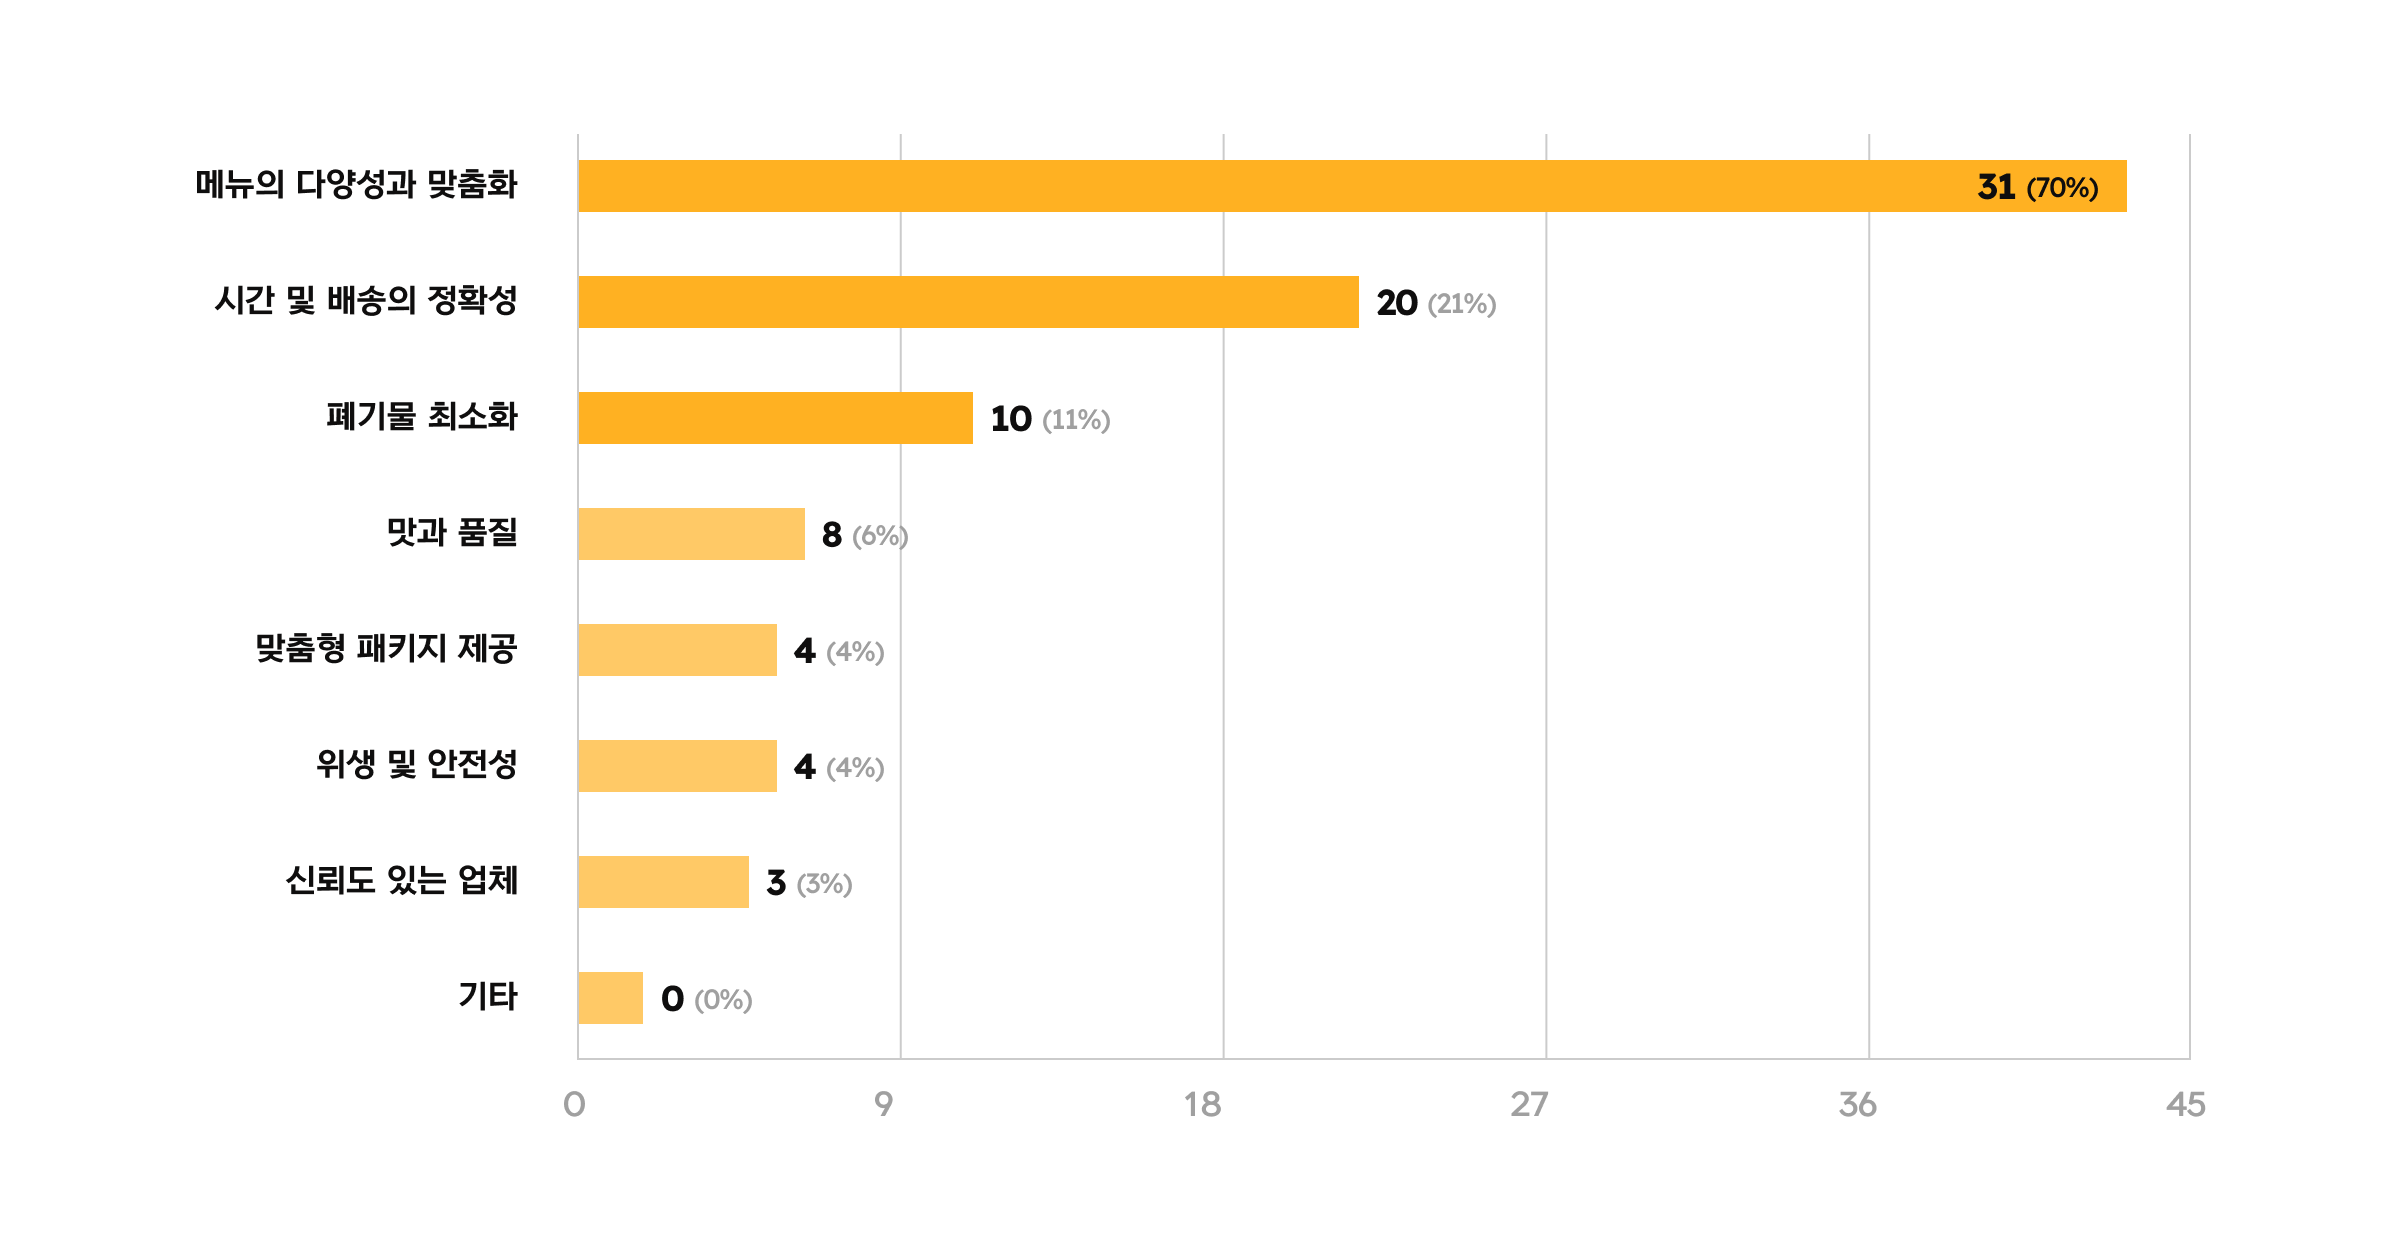 메뉴의 다양성과 맞춤화 31 (70%)
시간 및 배송의 정확성 20 (21%)
폐기물 최소화 10 (11%)
맛과 품질 8 (6%)
맞춤형 패키지 제공 4 (4%)
위생 및 안전성 4 (4%)
신뢰도 있는 업체 3 (3%)
기타 0 (0%)
0 9 18 27 36 45